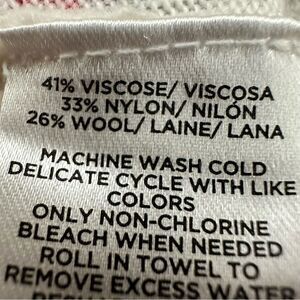 41% VISCOSE/ VISCOSA
33% NYLON/ NILÓN
26% WOOL/ LAINE/ LANA
MACHINE WASH COLD
DELICATE CYCLE WITH LIKE
COLORS
ONLY NON-CHLORINE
BLEACH WHEN NEEDED
ROLL IN TOWEL TO
REMOVE EXCESS WATER